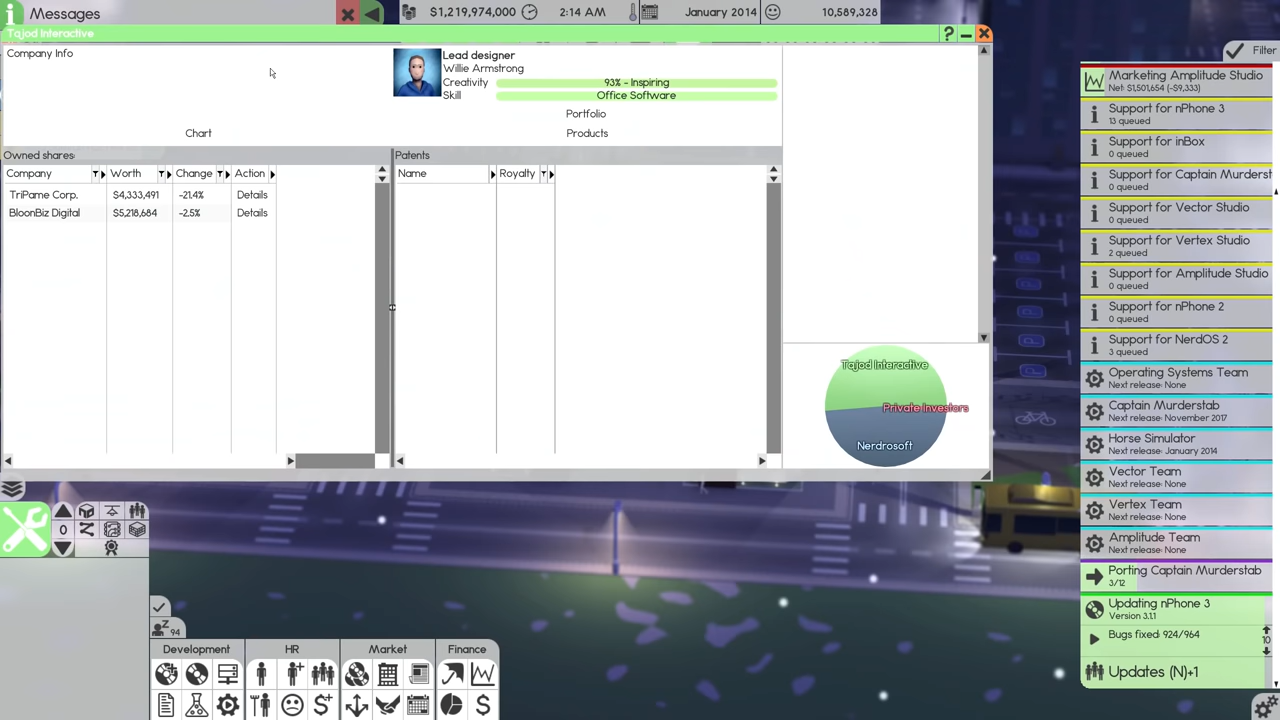 Messages
$1,219,974,000
2:14 AM
January 2014
10,589,328
Tajod Interactive
?
Company Info
Lead designer
Willie Armstrong
Creativity
93% - Inspiring
Skill
Office Software
Portfolio
Chart
Products
Owned shares
Patents
Company
Worth
Change
Action
Name
Royalty
TriPame Corp.
$4,333,491
-21.4%
Details
BloonBiz Digital
$5,218,684
-2.5%
Details
Tajod Interactive
Private Investors
Nerdrosoft
Filter
Marketing Amplitude Studio
Net: $1,501,654 (-$9,333)
Support for nPhone 3
13 queued
Support for inBox
0 queued
Support for Captain Murderst
0 queued
Support for Vector Studio
0 queued
Support for Vertex Studio
2 queued
Support for Amplitude Studio
0 queued
Support for nPhone 2
0 queued
Support for NerdOS 2
3 queued
Operating Systems Team
Next release: None
Captain Murderstab
Next release: November 2017
Horse Simulator
Next release: January 2014
Vector Team
Next release: None
Vertex Team
Next release: None
Amplitude Team
Next release: None
Porting Captain Murderstab
3/12
Updating nPhone 3
Version 3.1.1
Bugs fixed: 924/964
10
Updates (N)+1
0
94
Development
HR
Market
Finance